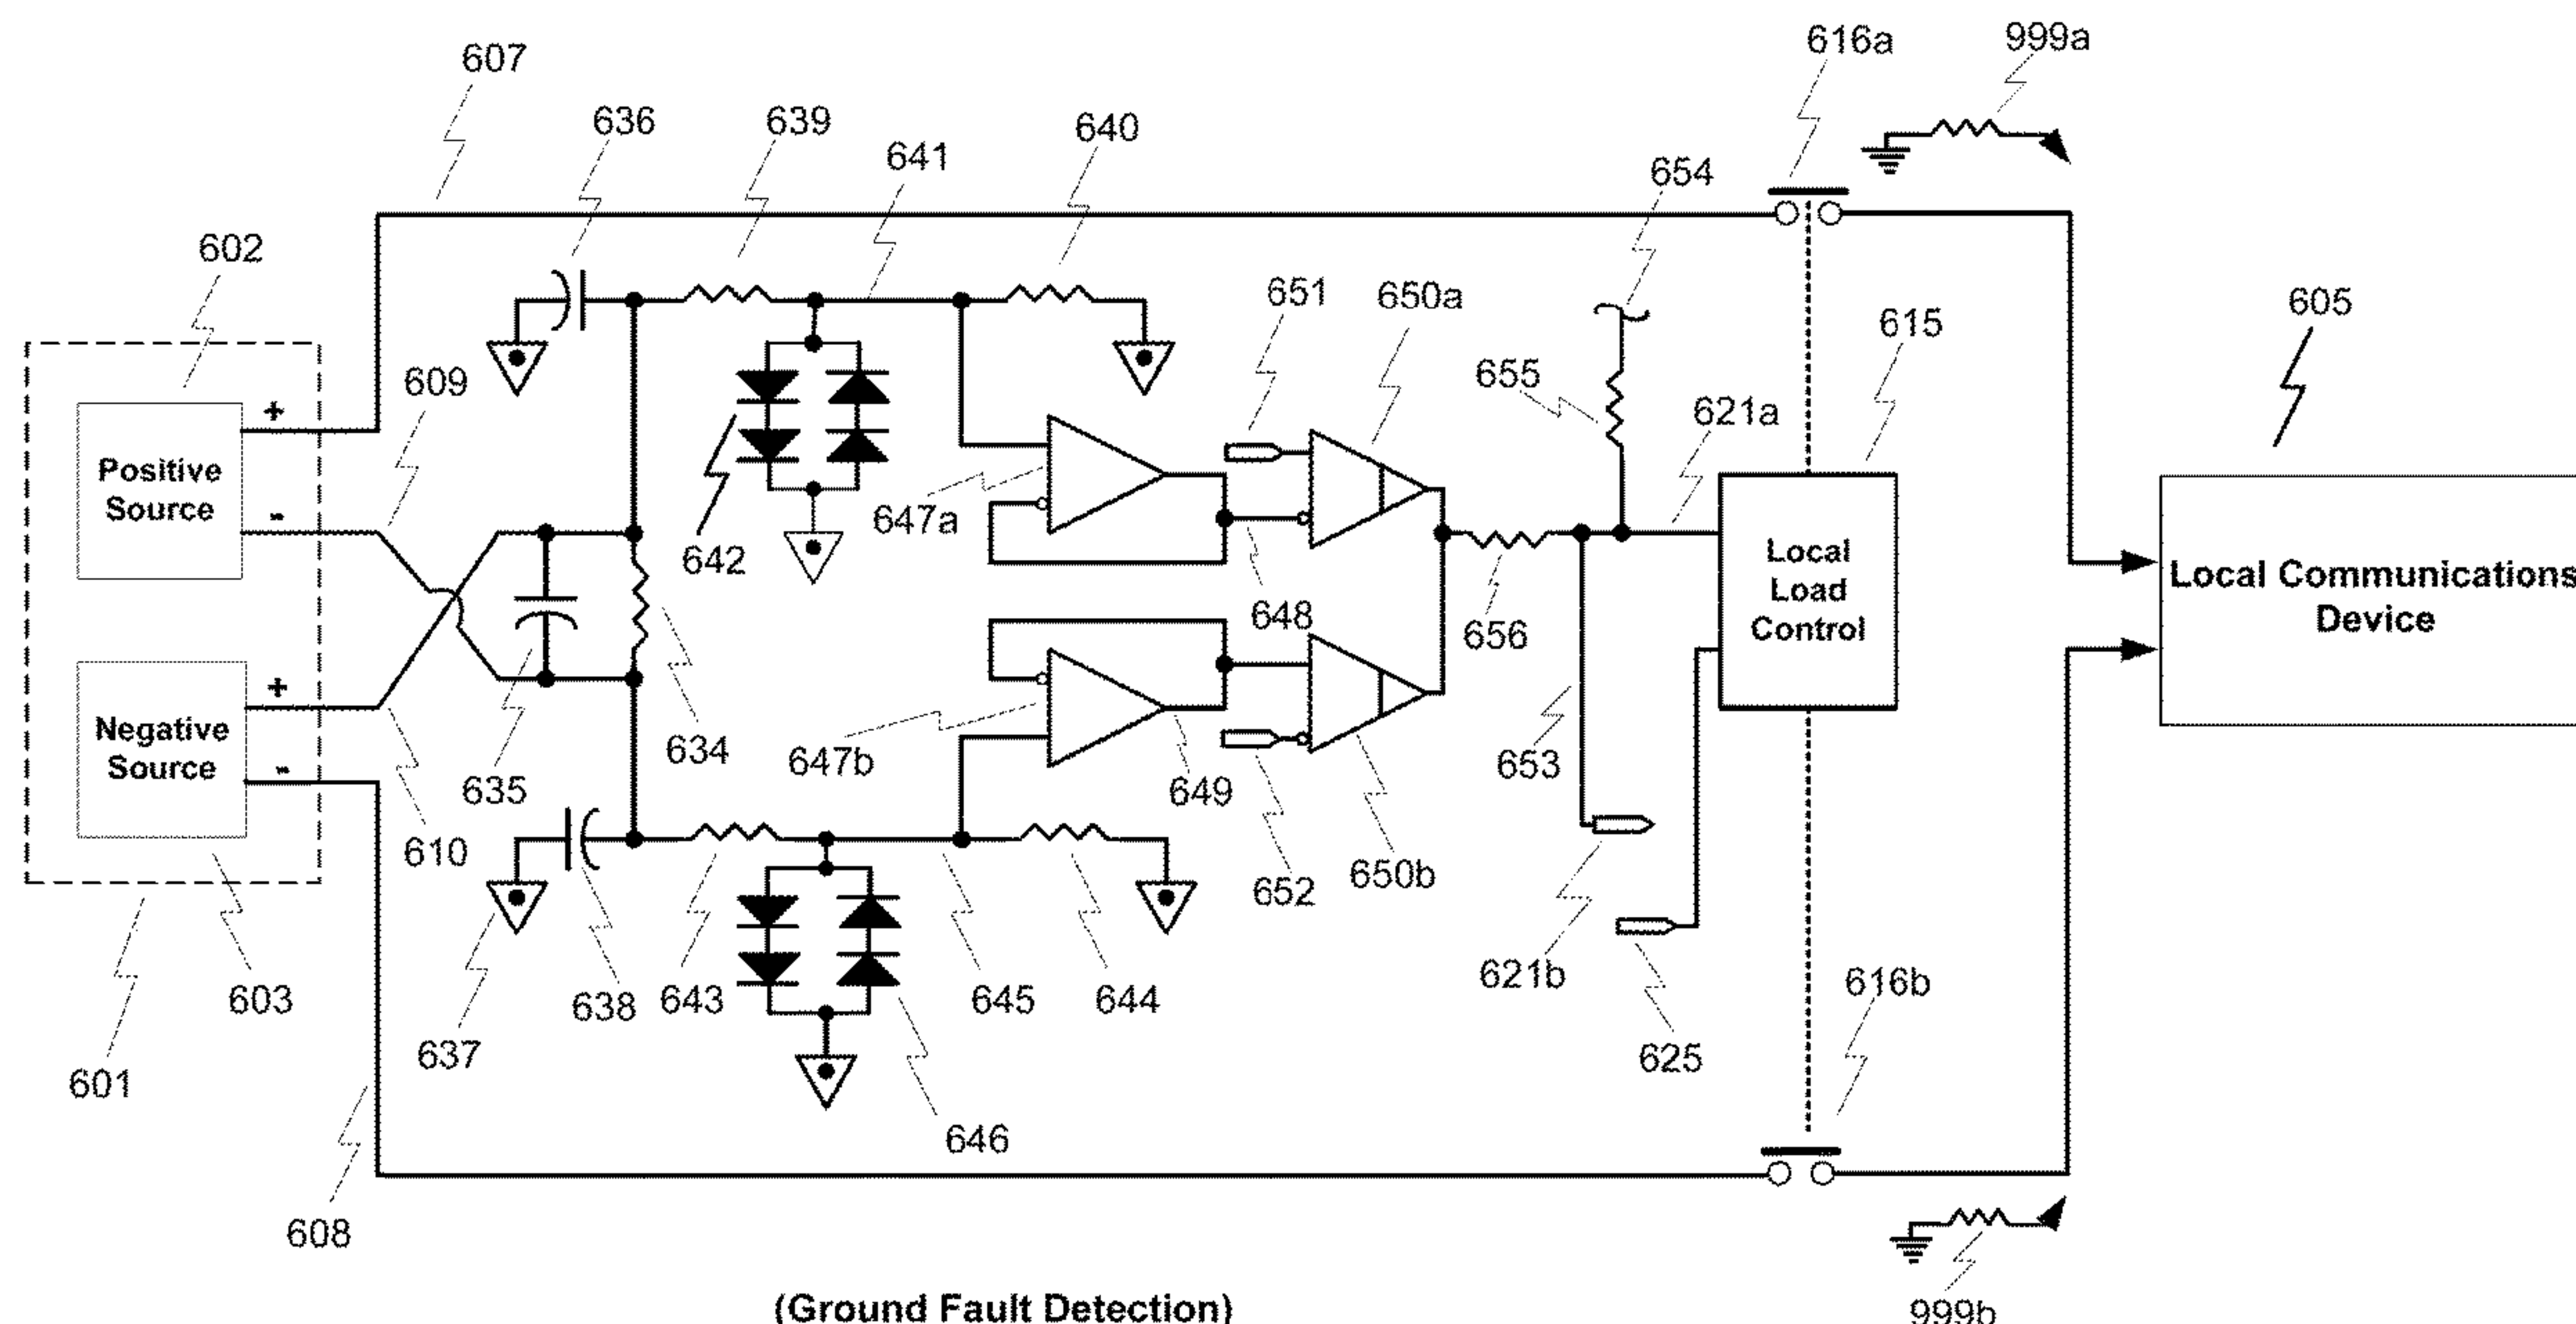 607
616a
999a
636
639
641
640
654
602
651
650a
615
605
609
655
621a
+
Positive
Source
-
647a
642
Local
Load
Control
Local Communications
Device
648
656
+
Negative
Source
-
634
647b
653
635
649
610
652
650b
621b
616b
603
637
638
643
645
644
625
601
646
608
(Ground Fault Detection)
999b